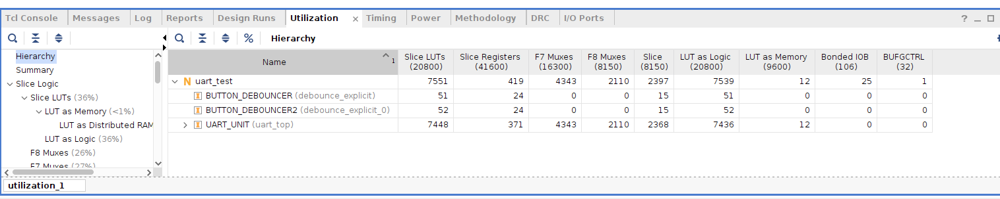 Tcl Console Messages Log Reports Design Runs Utilization × Timing Power Methodology DRC I/O Ports ?
% Hierarchy
Hierarchy
Summary
Slice Logic
Slice LUTs (36%)
LUT as Memory (<1%)
LUT as Distributed RAM
LUT as Logic (36%)
F8 Muxes (26%)
F7 Muxes (27%)
Name 1 Slice LUTs (20800) Slice Registers (41600) F7 Muxes (16300) F8 Muxes (8150) Slice (8150) LUT as Logic (20800) LUT as Memory (9600) Bonded IOB (106) BUFGCTRL (32)
N uart_test 7551 419 4343 2110 2397 7539 12 25 1
I BUTTON_DEBOUNCER (debounce_explicit) 51 24 0 0 15 51 0 0 0
I BUTTON_DEBOUNCER2 (debounce_explicit_0) 52 24 0 0 15 52 0 0 0
I UART_UNIT (uart_top) 7448 371 4343 2110 2368 7436 12 0 0
utilization_1